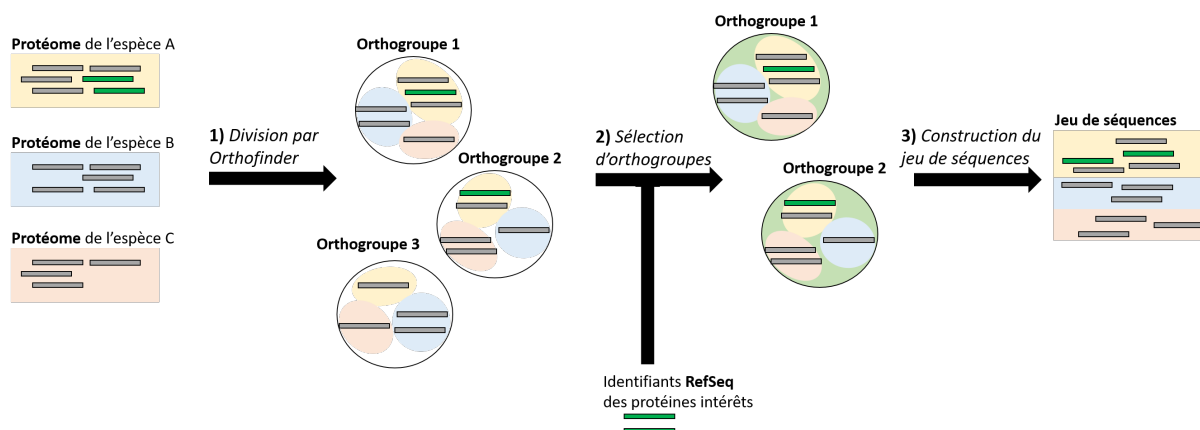 Protéome de l'espèce A
Protéome de l'espèce B
Protéome de l'espèce C
1) Division par
Orthofinder
Orthogroupe 1
Orthogroupe 2
Orthogroupe 3
2) Sélection
d'orthogroupes
Identifiants RefSeq
des protéines intérêts
Orthogroupe 1
Orthogroupe 2
3) Construction du
jeu de séquences
Jeu de séquences